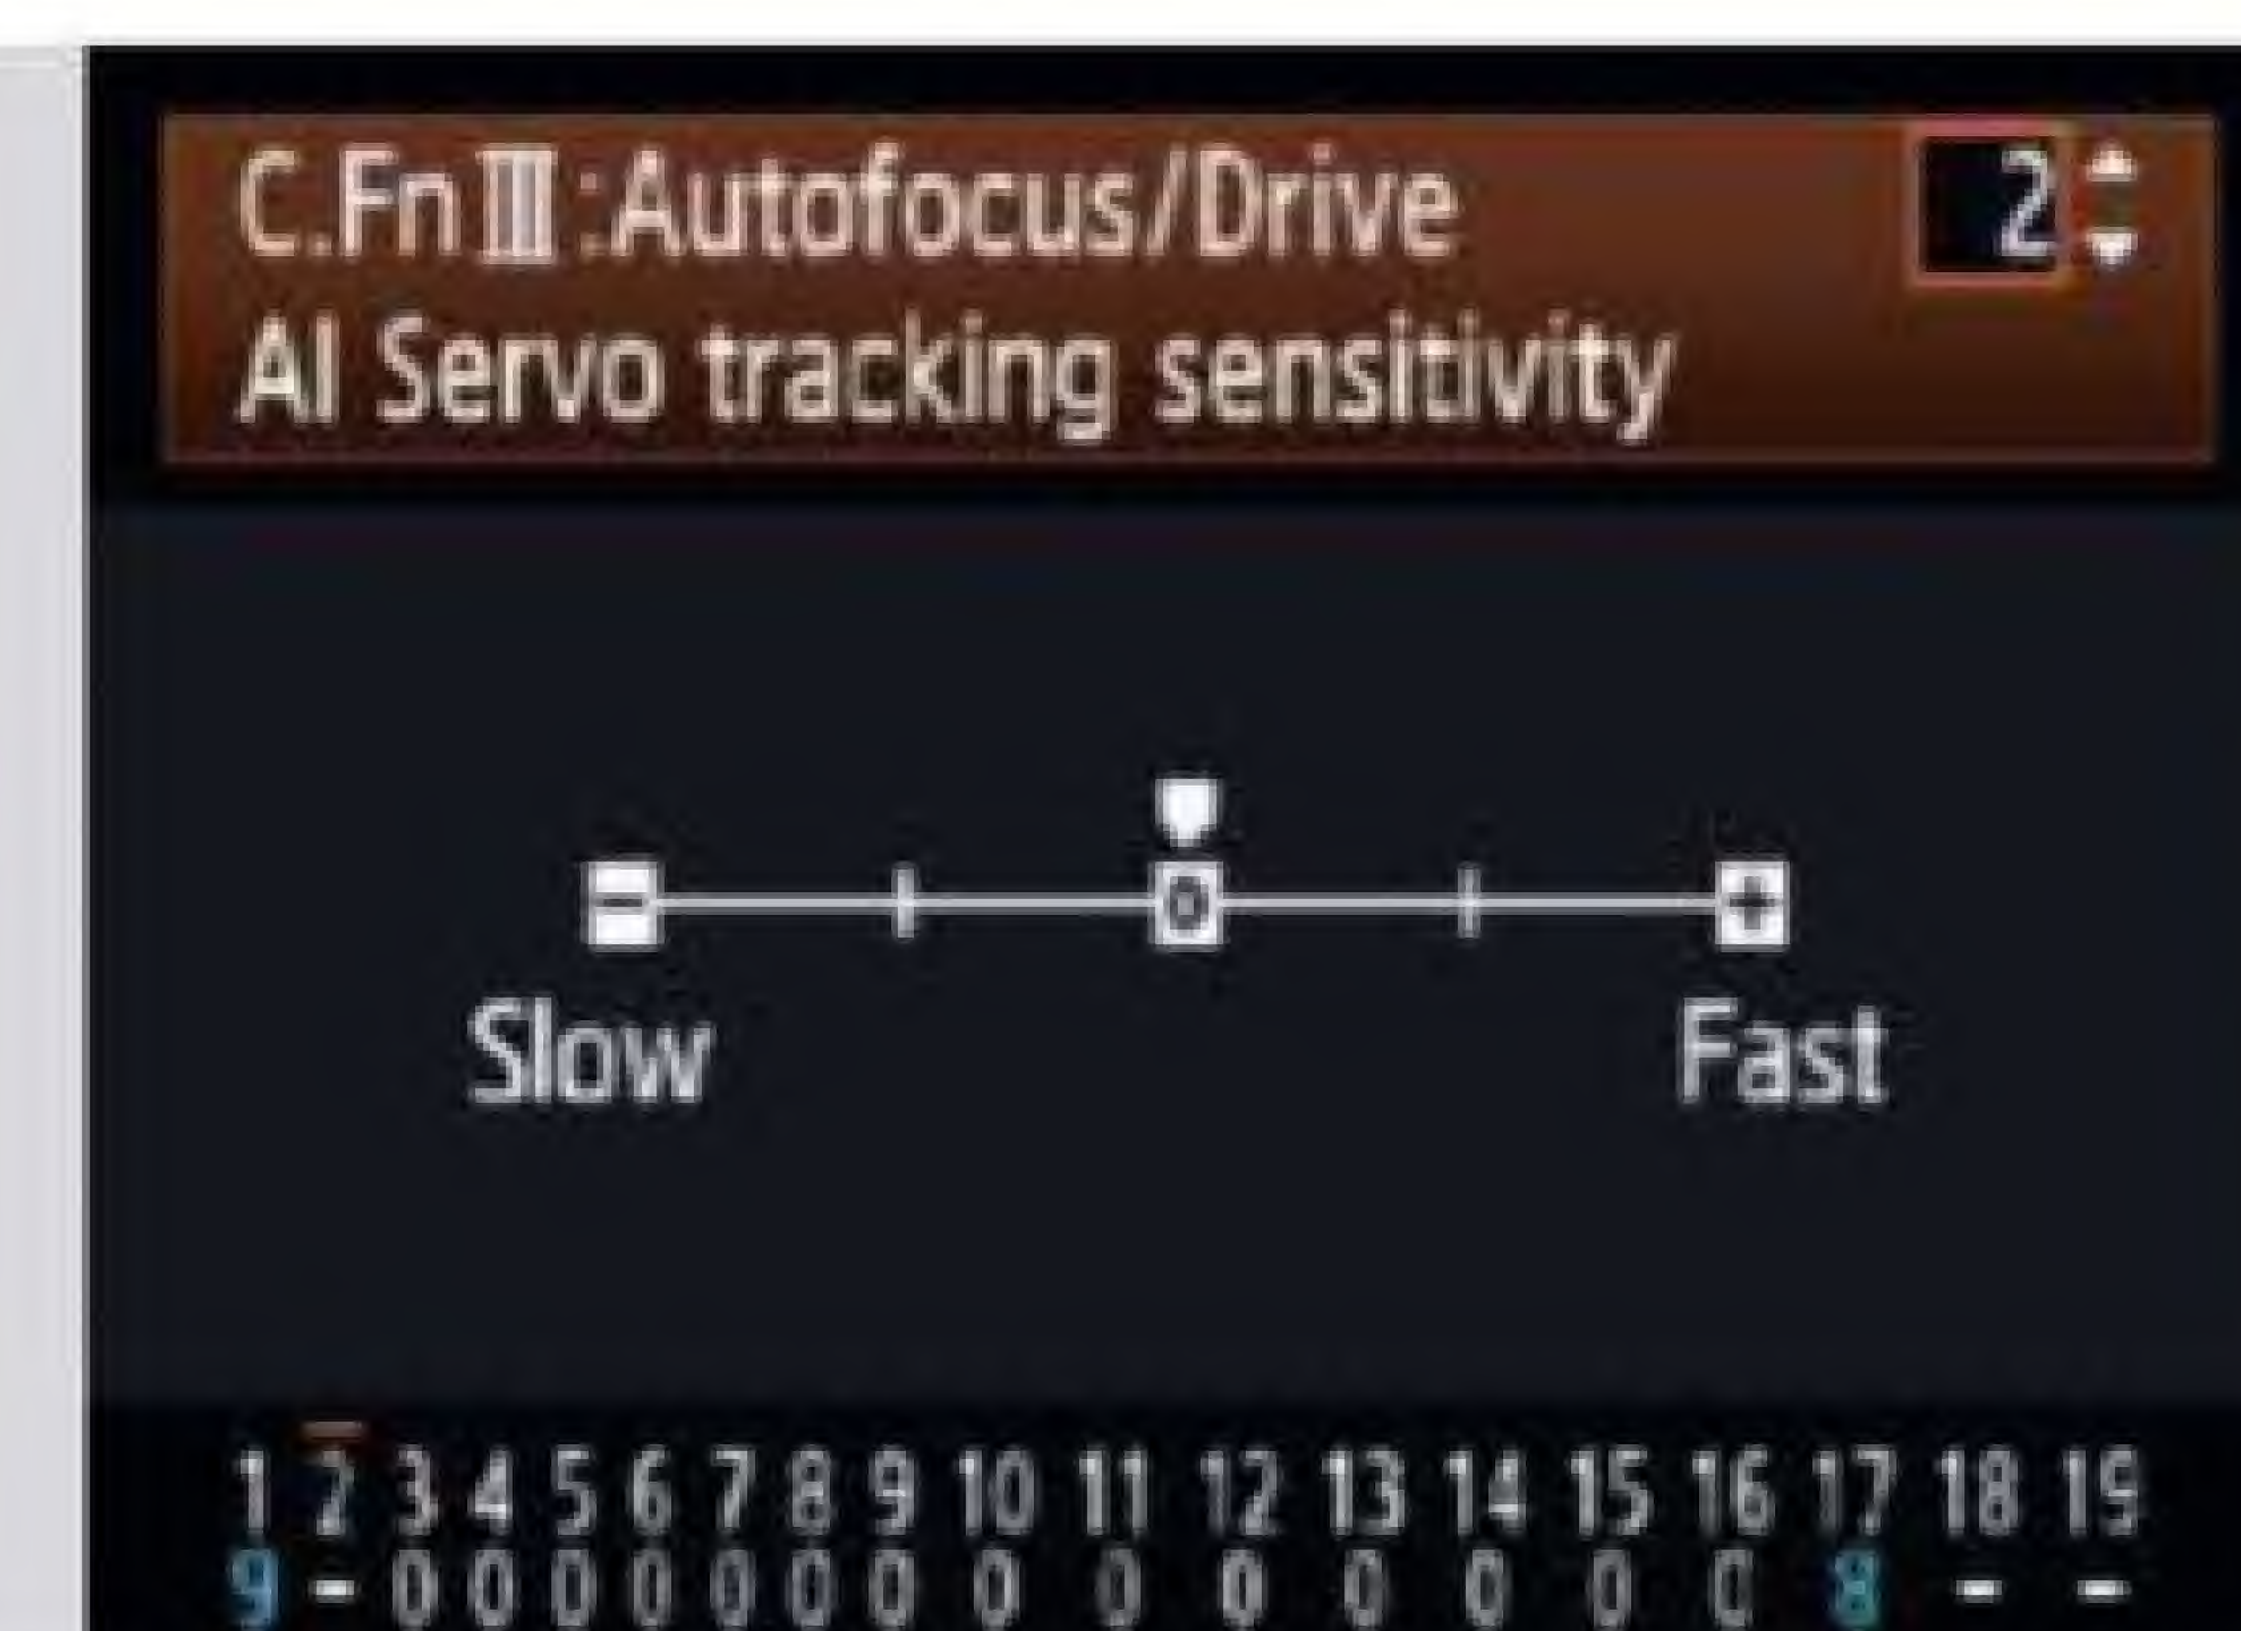 C.FnIII:Autofocus/Drive 2
AI Servo tracking sensitivity
− 0 +
Slow Fast
1 2 3 4 5 6 7 8 9 10 11 12 13 14 15 16 17 18 19
9 - 0 0 0 0 0 0 0 0 0 0 0 0 0 0 8 - -